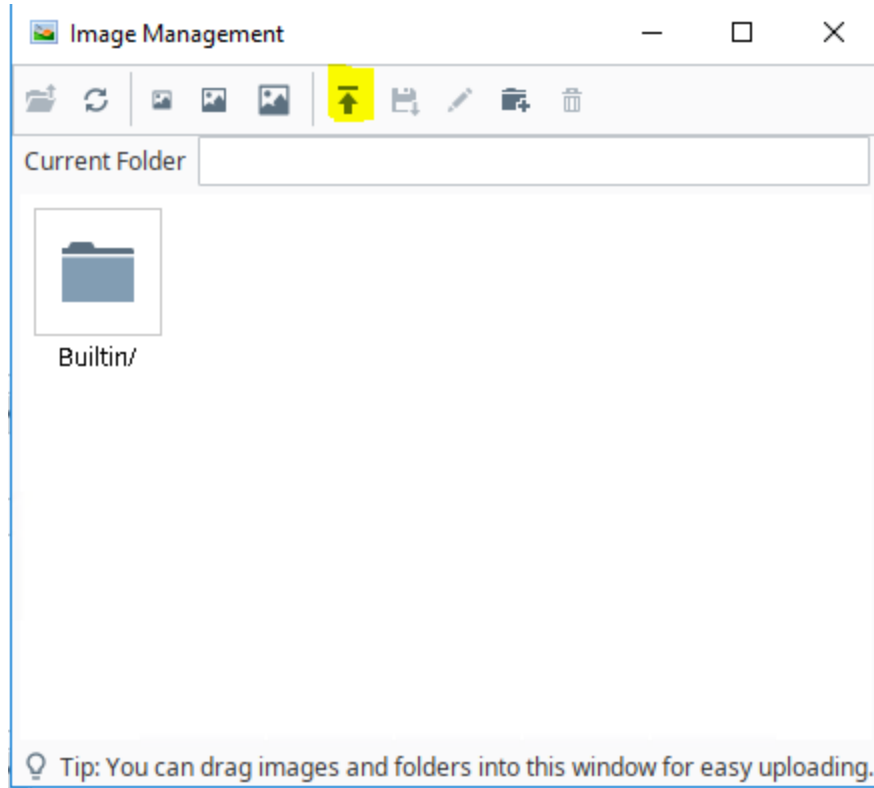 Image Management
Current Folder
Builtin/
Tip: You can drag images and folders into this window for easy uploading.